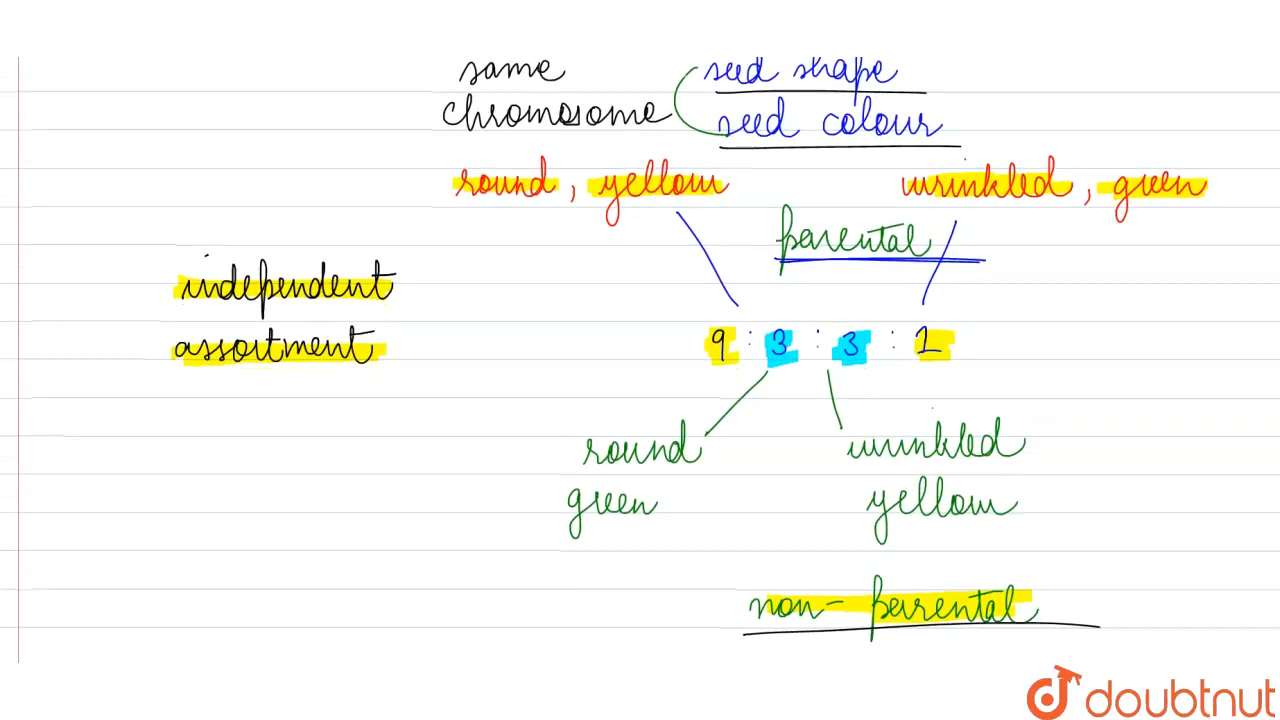 same seed shape
chromosome seed colour
round, yellow wrinkled, green
parental
independent
assortment
9 : 3 : 3 : 1
round wrinkled
green yellow
non-parental
doubtnut